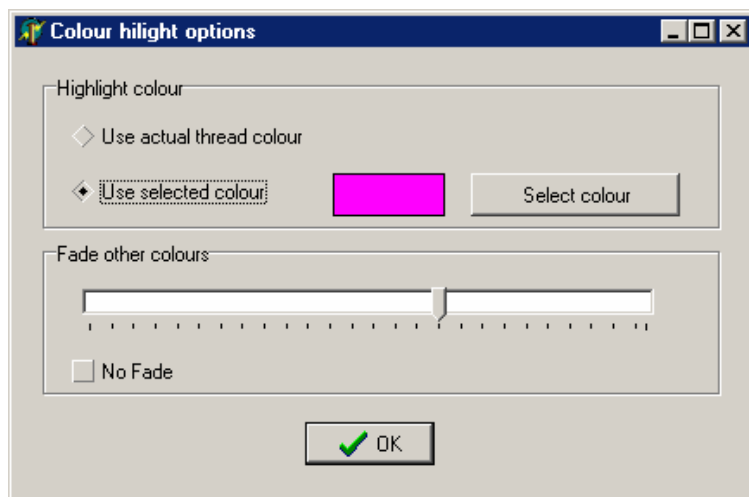 Colour hilight options
Highlight colour
Use actual thread colour
Use selected colour
Select colour
Fade other colours
No Fade
OK